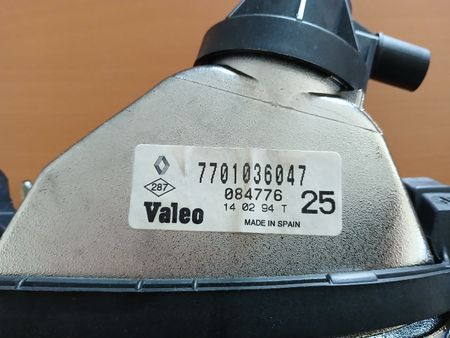 7701036047
287
084776
14 02 94 T
25
Valeo
MADE IN SPAIN